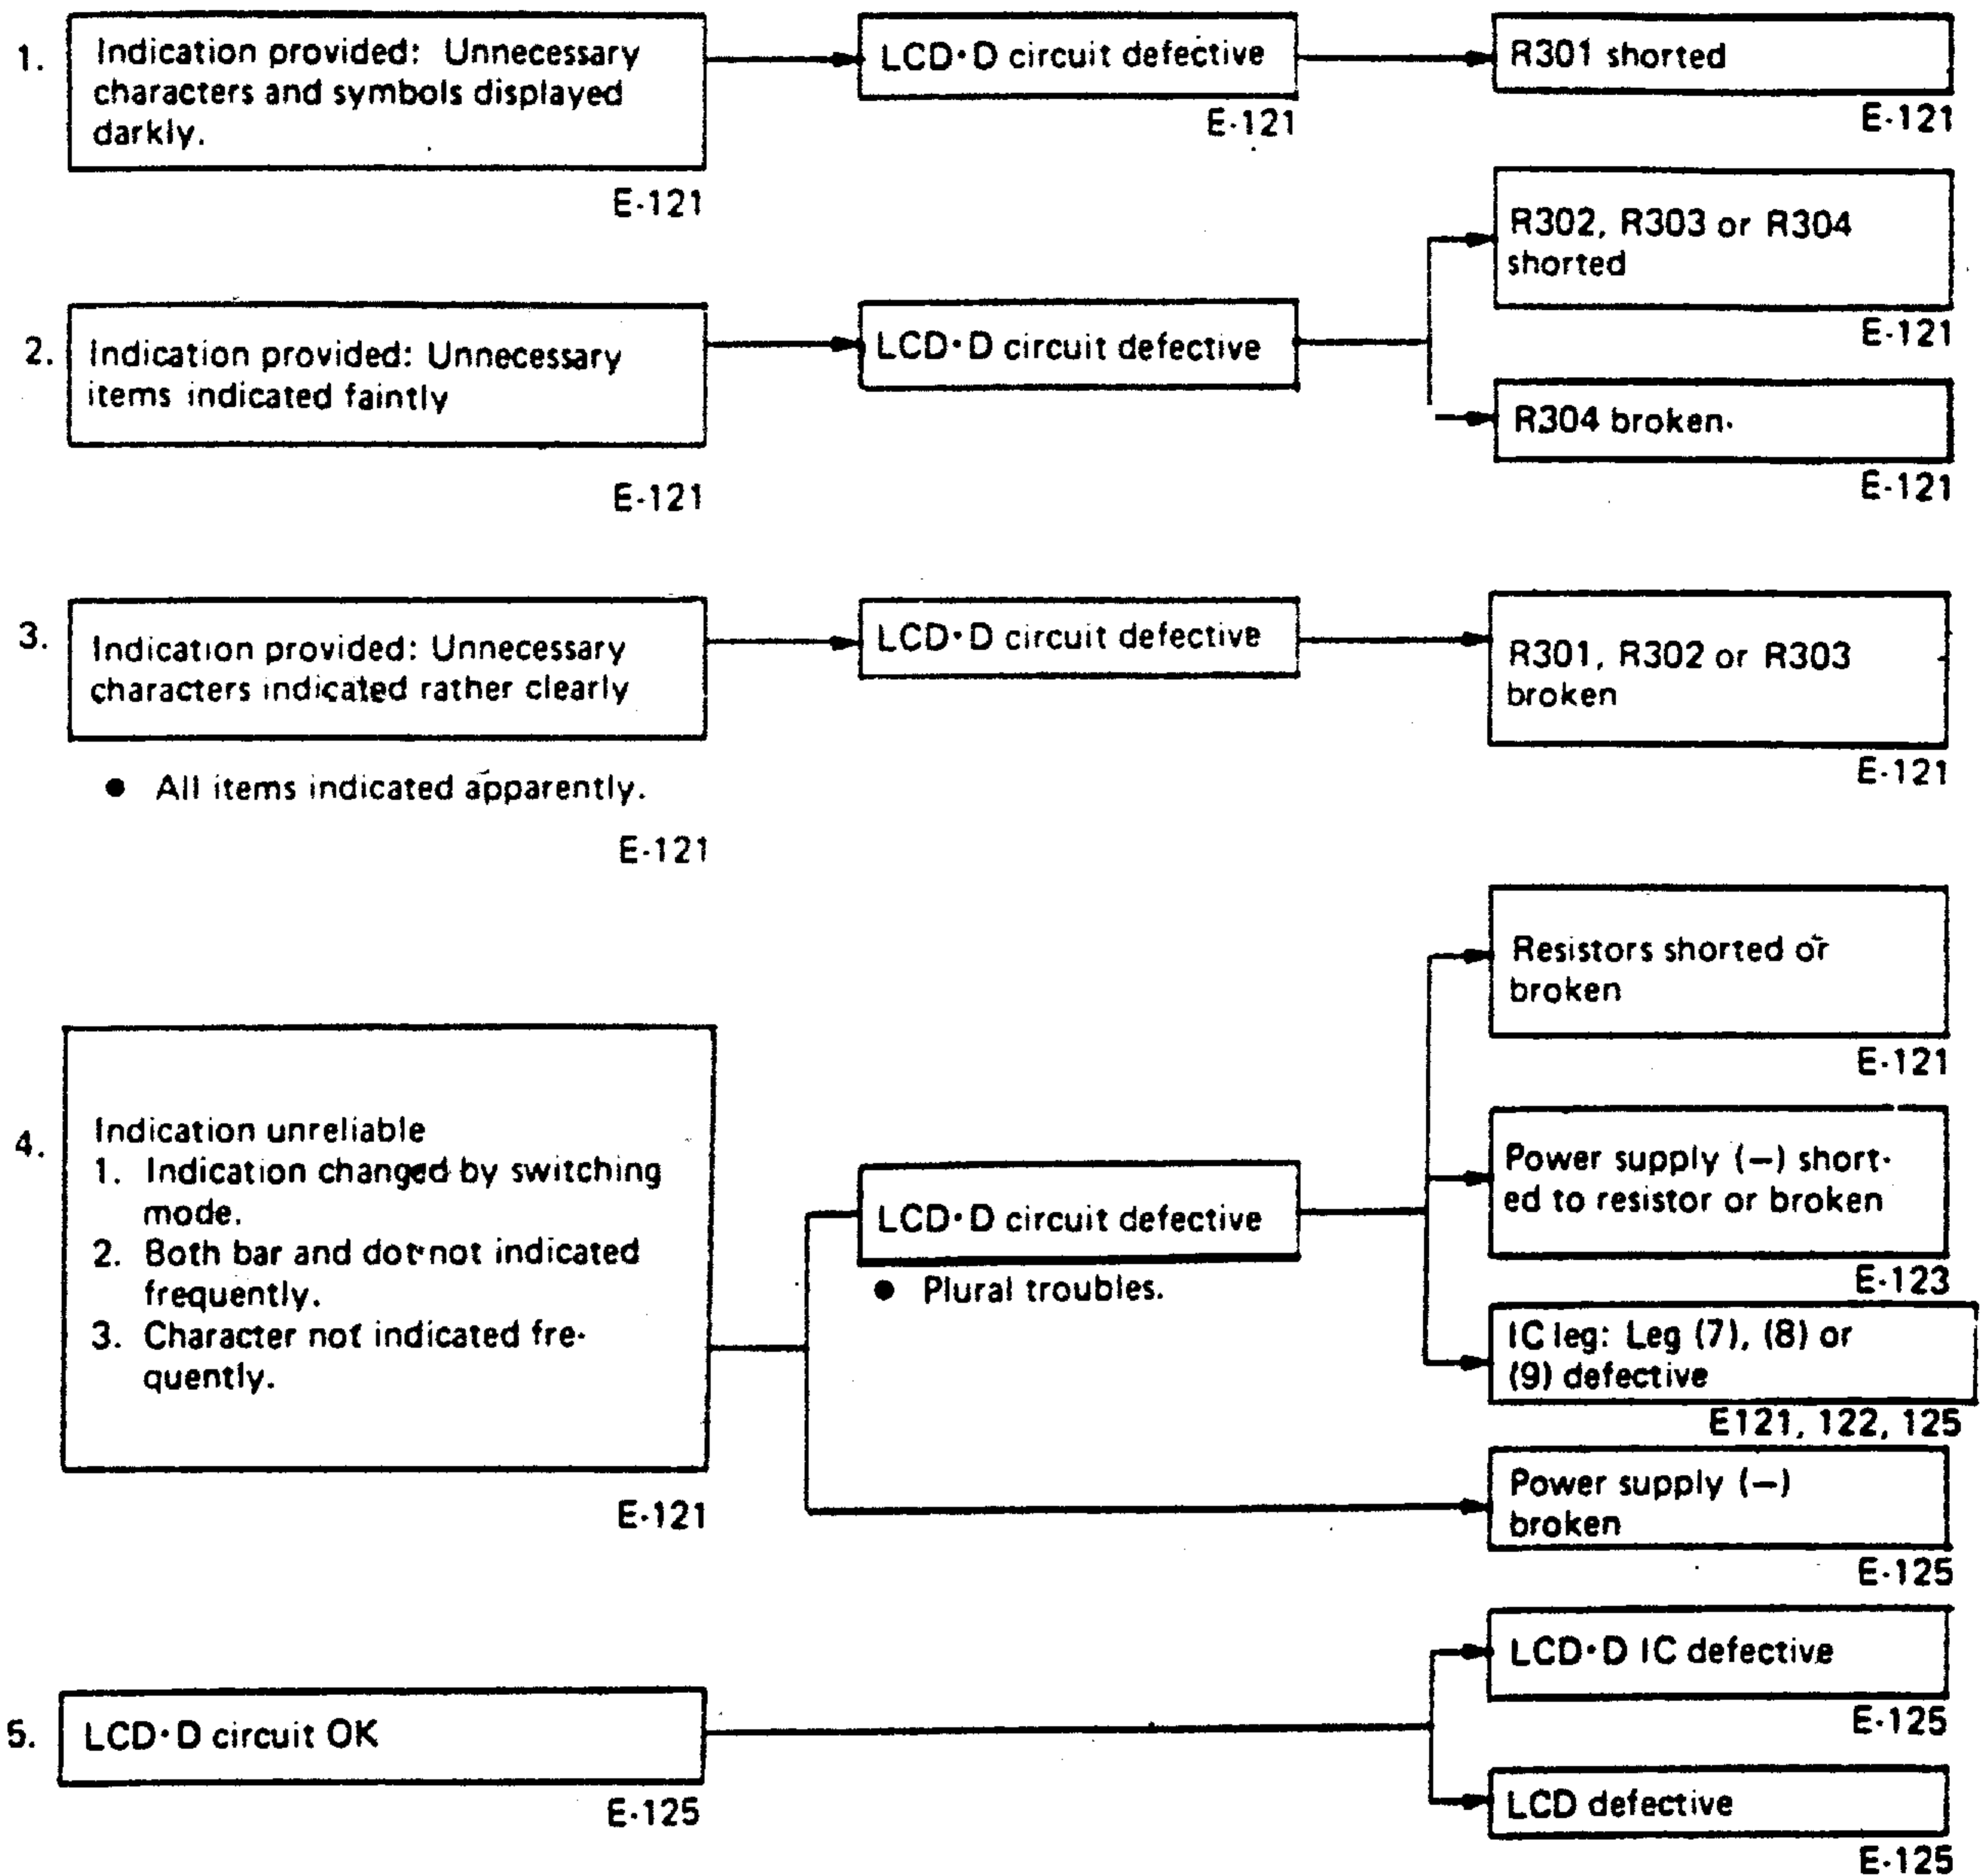 1.
Indication provided: Unnecessary
characters and symbols displayed
darkly.
E-121
LCD·D circuit defective
E-121
R301 shorted
E-121
2.
Indication provided: Unnecessary
items indicated faintly
E-121
LCD·D circuit defective
R302, R303 or R304
shorted
E-121
R304 broken.
E-121
3.
Indication provided: Unnecessary
characters indicated rather clearly
● All items indicated apparently.
E-121
LCD·D circuit defective
R301, R302 or R303
broken
E-121
4.
Indication unreliable
1. Indication changed by switching
mode.
2. Both bar and dot not indicated
frequently.
3. Character not indicated fre-
quently.
E-121
LCD·D circuit defective
● Plural troubles.
Resistors shorted or
broken
E-121
Power supply (—) short-
ed to resistor or broken
E-123
IC leg: Leg (7), (8) or
(9) defective
E121, 122, 125
Power supply (—)
broken
E-125
5.
LCD·D circuit OK
E-125
LCD·D IC defective
E-125
LCD defective
E-125